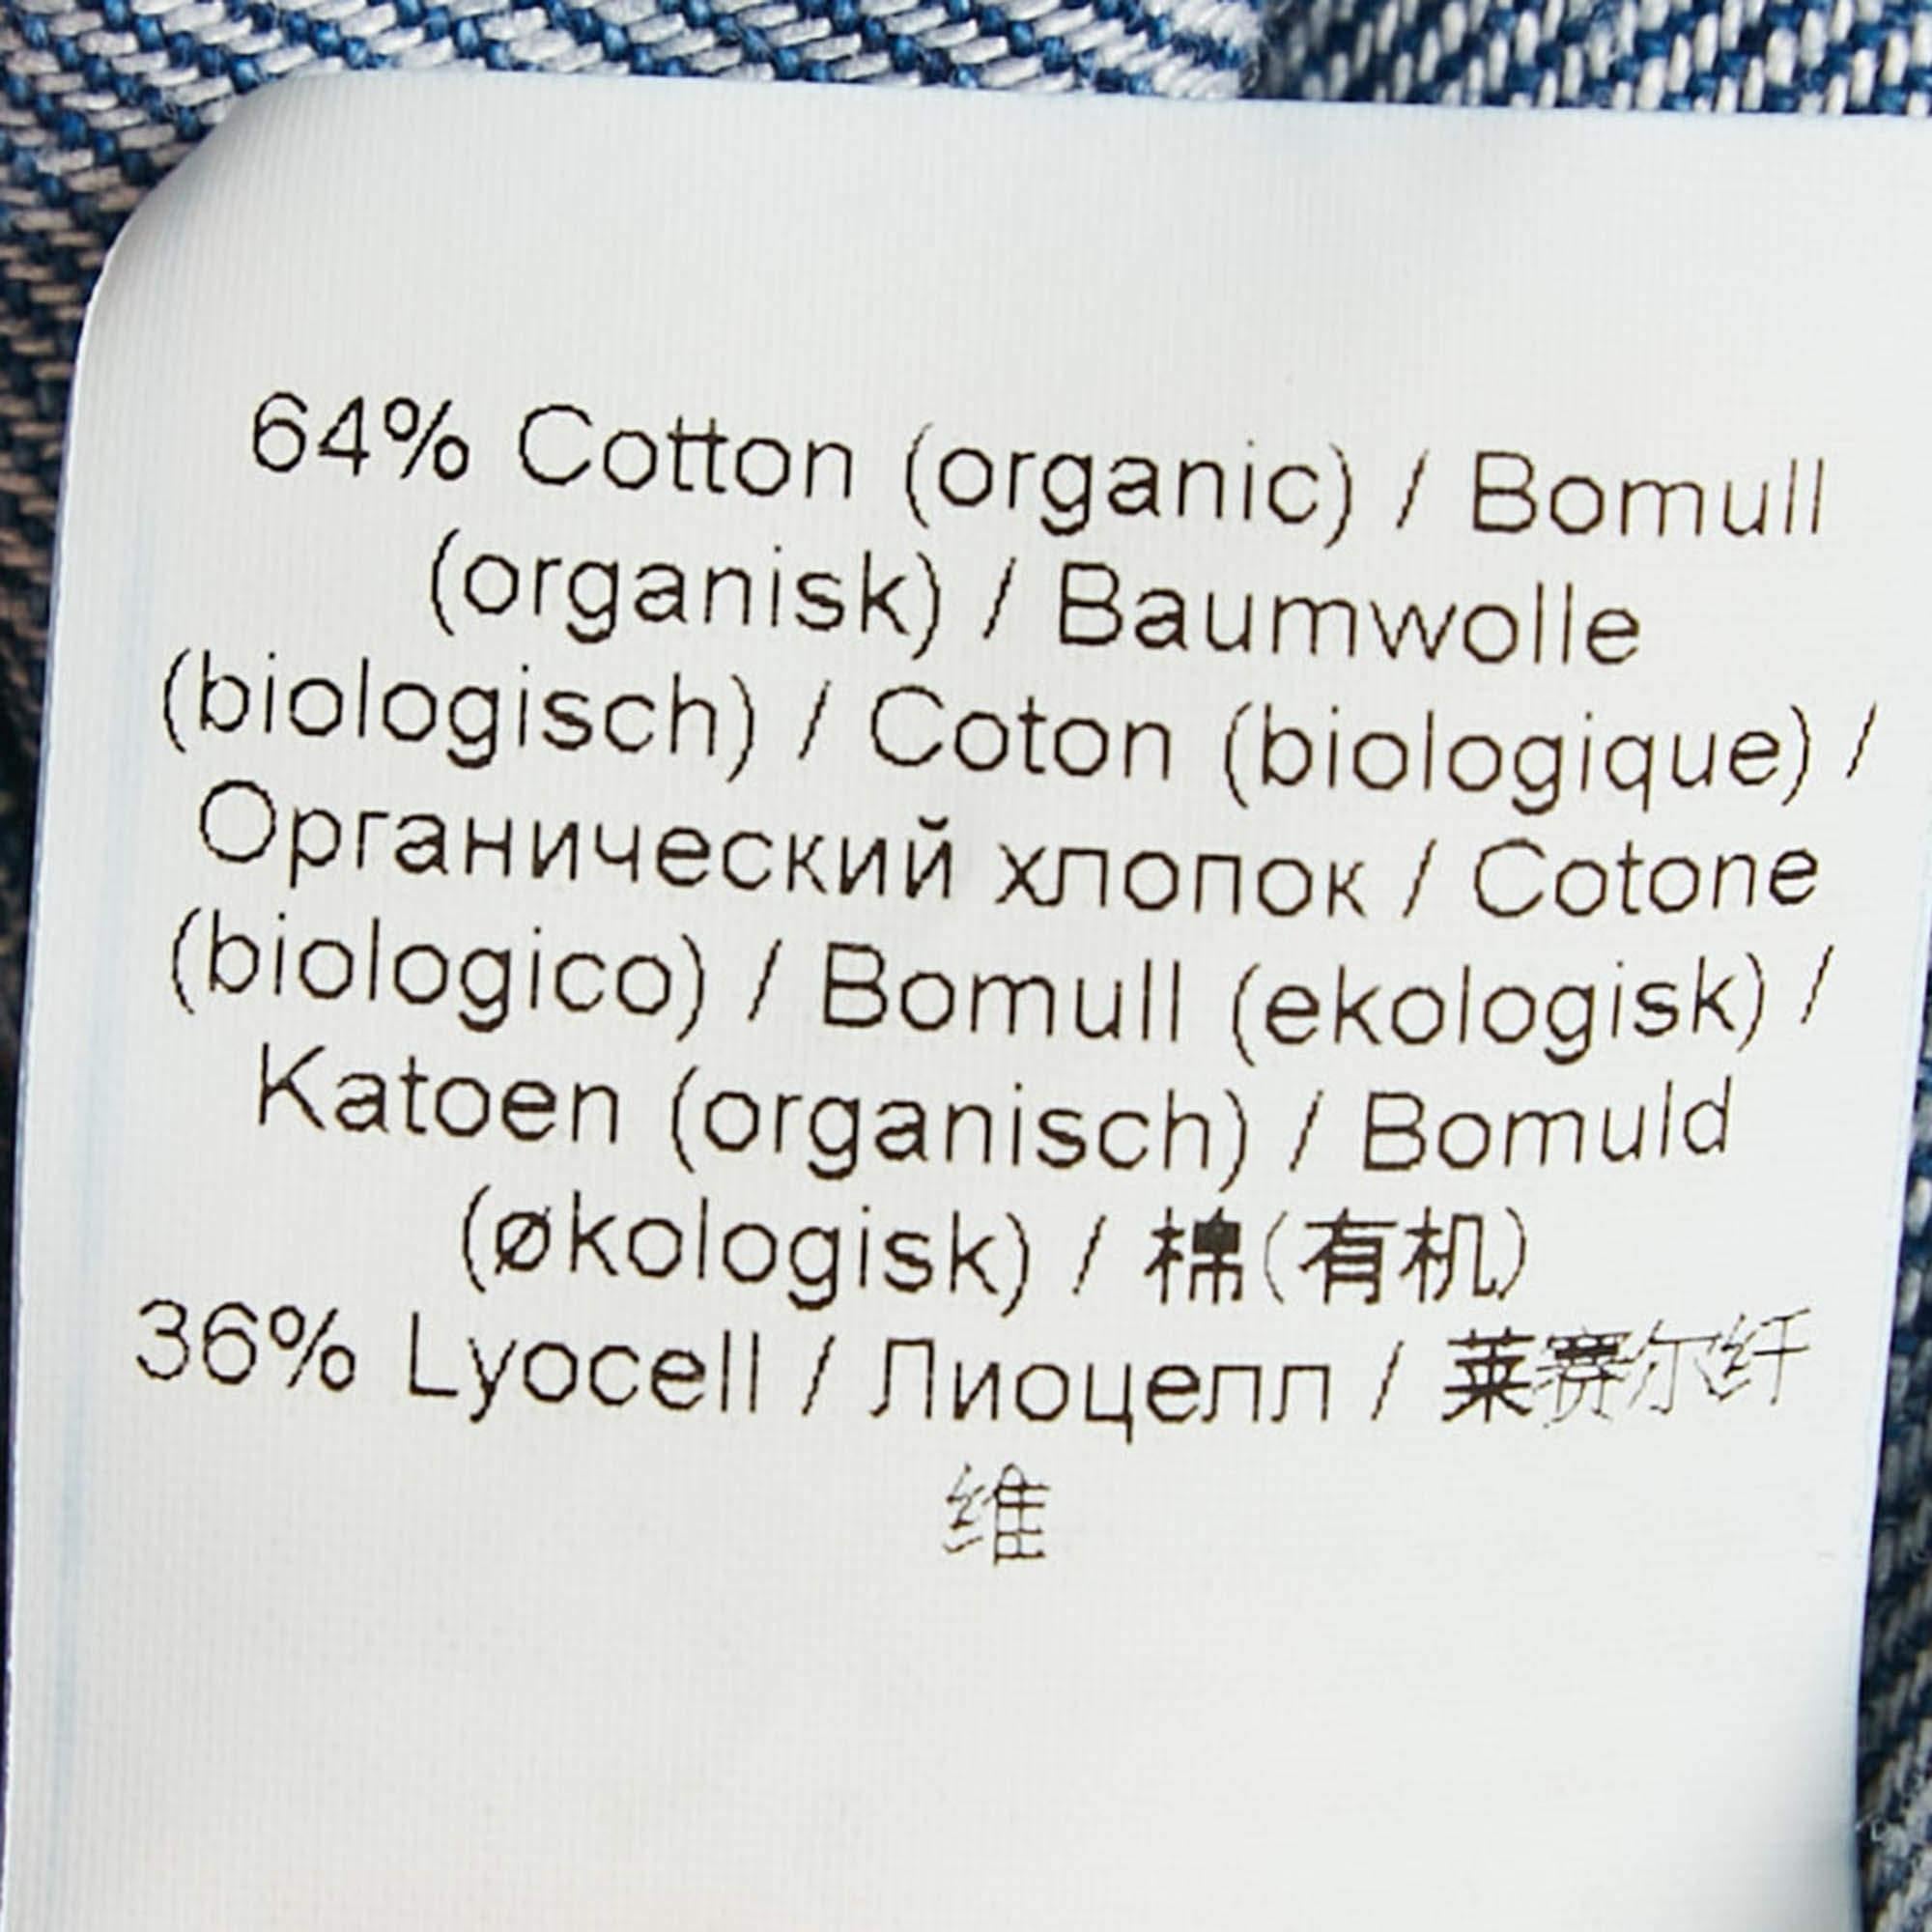 64% Cotton (organic) / Bomull
(organisk) / Baumwolle
(biologisch) / Coton (biologique) /
Органический хлопок / Cotone
(biologico) / Bomull (ekologisk) /
Katoen (organisch) / Bomuld
(økologisk) / 棉(有机)
36% Lyocell / Лиоцелл / 莱赛尔纤
维